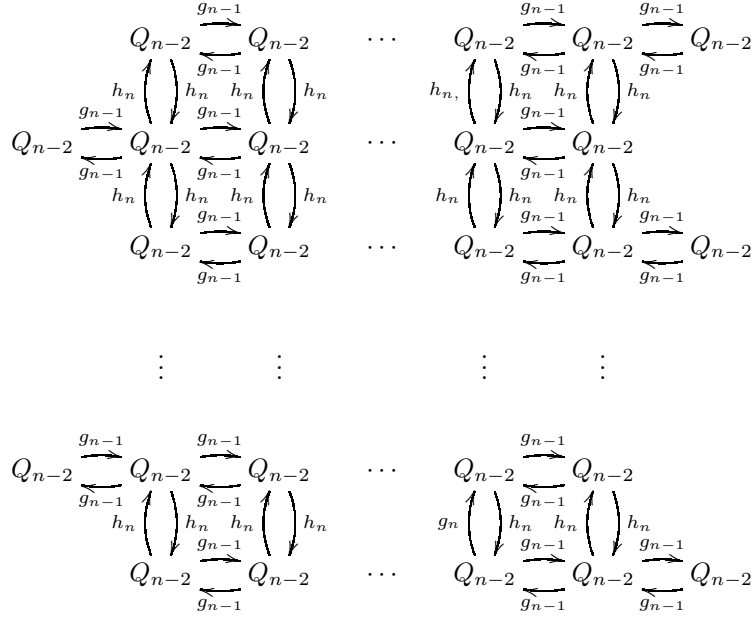 g_{n-1} g_{n-1} g_{n-1}
Q_{n-2} Q_{n-2} ⋯ Q_{n-2} Q_{n-2} Q_{n-2}
g_{n-1} g_{n-1} g_{n-1}
h_n h_n h_n h_n h_n, h_n h_n h_n
g_{n-1} g_{n-1} g_{n-1}
Q_{n-2} Q_{n-2} Q_{n-2} ⋯ Q_{n-2} Q_{n-2}
g_{n-1} g_{n-1} g_{n-1}
h_n h_n h_n h_n h_n h_n h_n h_n
g_{n-1} g_{n-1} g_{n-1}
Q_{n-2} Q_{n-2} ⋯ Q_{n-2} Q_{n-2} Q_{n-2}
g_{n-1} g_{n-1} g_{n-1}
⋮ ⋮ ⋮ ⋮
g_{n-1} g_{n-1} g_{n-1}
Q_{n-2} Q_{n-2} Q_{n-2} ⋯ Q_{n-2} Q_{n-2}
g_{n-1} g_{n-1} g_{n-1}
h_n h_n h_n h_n g_n h_n h_n h_n
g_{n-1} g_{n-1} g_{n-1}
Q_{n-2} Q_{n-2} ⋯ Q_{n-2} Q_{n-2} Q_{n-2}
g_{n-1} g_{n-1} g_{n-1}